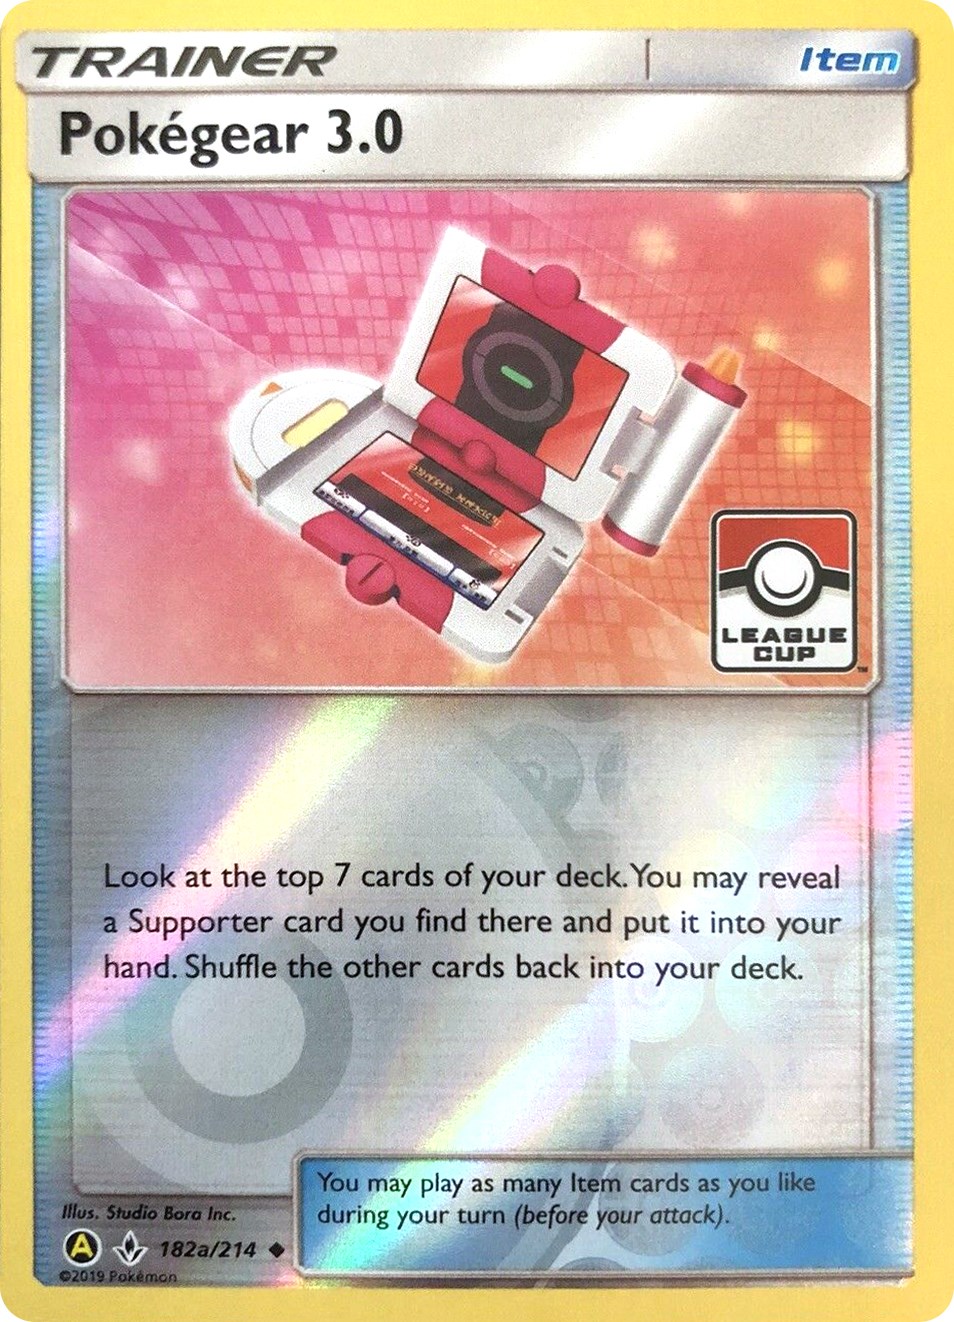 TRAINER Item
Pokégear 3.0
LEAGUE
CUP
TM
Look at the top 7 cards of your deck. You may reveal
a Supporter card you find there and put it into your
hand. Shuffle the other cards back into your deck.
You may play as many Item cards as you like
during your turn (before your attack).
Illus. Studio Bora Inc.
A 182a/214
©2019 Pokémon